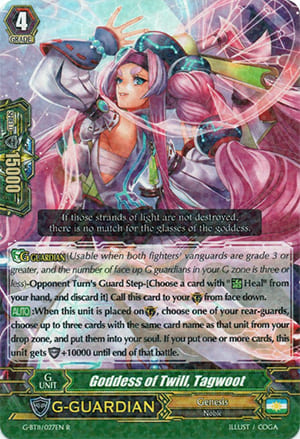 4
GRADE
15000
If those strands of light are not destroyed,
there is no match for the glasses of the goddess.
G GUARDIAN (Usable when both fighters' vanguards are grade 3 or
greater, and the number of face up G guardians in your G zone is three or
less)-Opponent Turn's Guard Step-[Choose a card with "Heal" from
your hand, and discard it] Call this card to your G from face down.
AUTO:When this unit is placed on G, choose one of your rear-guards,
choose up to three cards with the same card name as that unit from your
drop zone, and put them into your soul. If you put one or more cards, this
unit gets +10000 until end of that battle.
G
UNIT
Goddess of Twill, Tagwoot
G-GUARDIAN
Genesis
Noble
G-BT11/027EN R
ILLUST / COGA